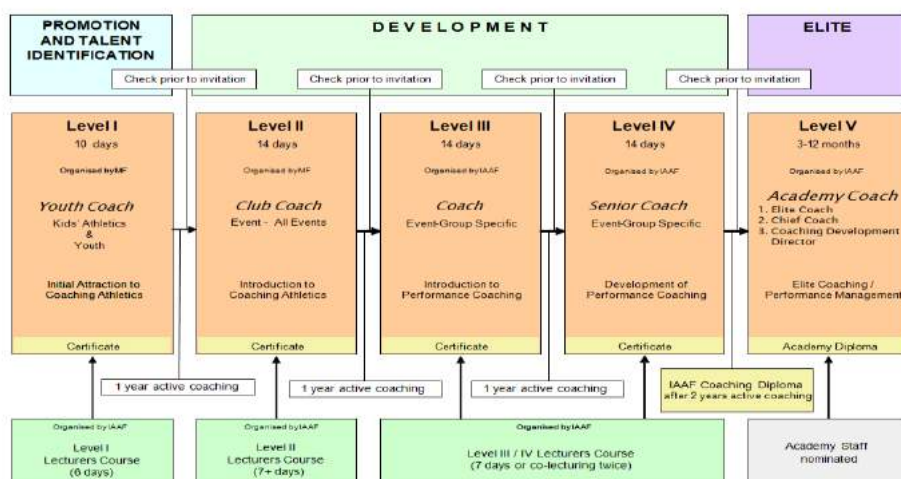 PROMOTION
AND TALENT
IDENTIFICATION
DEVELOPMENT
ELITE
Check prior to invitation
Check prior to invitation
Check prior to invitation
Check prior to invitation
Level I
10 days
Organised byMF
Youth Coach
Kids' Athletics
&
Youth
Initial Attraction to
Coaching Athletics
Certificate
Level II
14 days
Organised byMF
Club Coach
Event - All Events
Introduction to
Coaching Athletics
Certificate
Level III
14 days
Organised byIAAF
Coach
Event-Group Specific
Introduction to
Performance Coaching
Certificate
Level IV
14 days
Organised byIAAF
Senior Coach
Event-Group Specific
Development of
Performance Coaching
Certificate
Level V
3-12 months
Organised byIAAF
Academy Coach
1. Elite Coach
2. Chief Coach
3. Coaching Development
Director
Elite Coaching /
Performance Management
Academy Diploma
1 year active coaching
1 year active coaching
1 year active coaching
IAAF Coaching Diploma
after 2 years active coaching
Organised byIAAF
Level I
Lecturers Course
(6 days)
Organised byIAAF
Level II
Lecturers Course
(7+ days)
Organised byIAAF
Level III / IV Lecturers Course
(7 days or co-lecturing twice)
Academy Staff
nominated